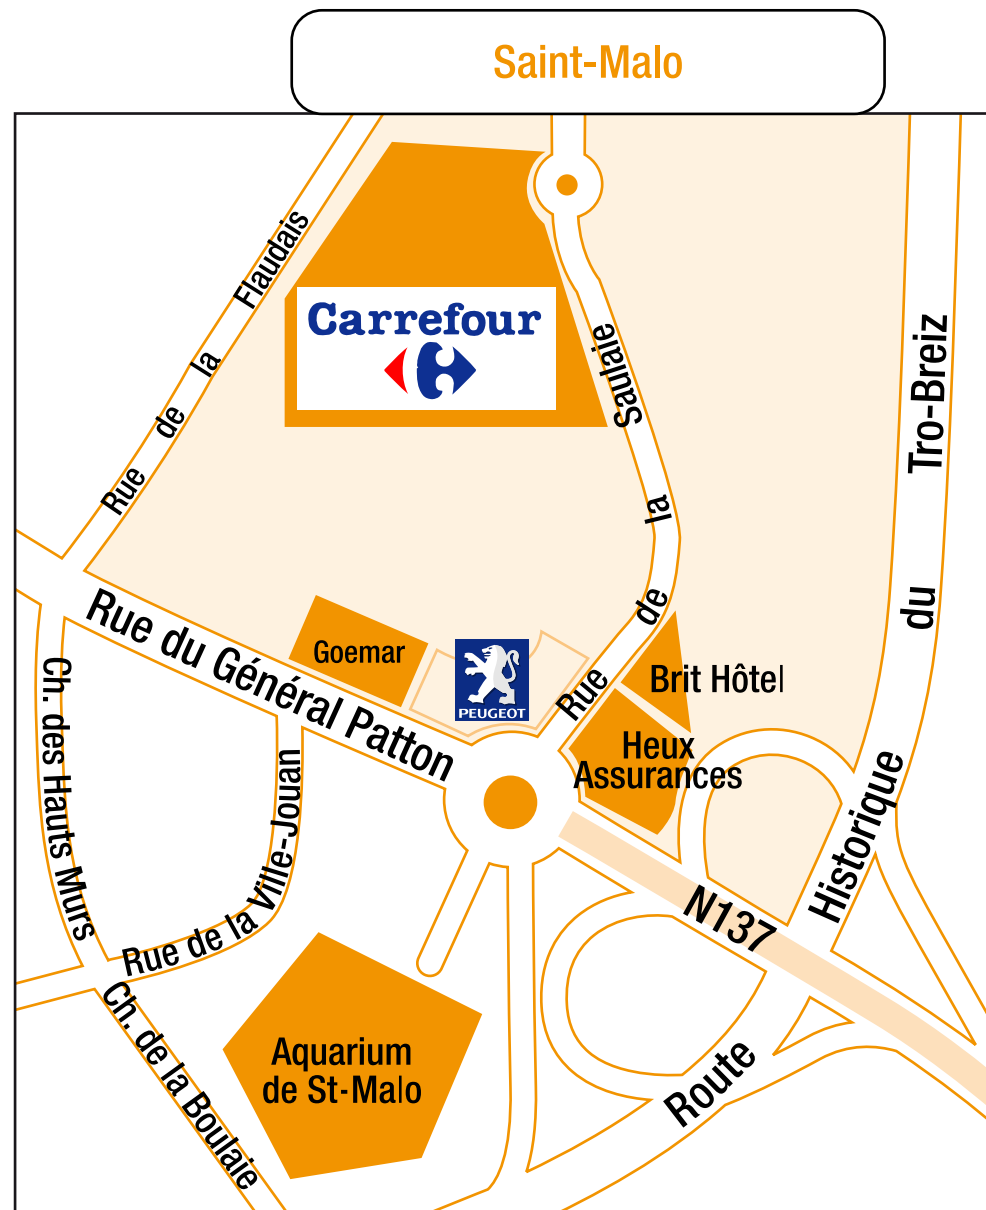 Saint-Malo
Rue de la Flaudais
Carrefour
Rue de la Saulaie
Route Historique du Tro-Breiz
Rue du Général Patton
Goemar
PEUGEOT
Brit Hôtel
Heux
Assurances
Ch. des Hauts Murs
Rue de la Ville-Jouan
N137
Ch. de la Boulaie
Aquarium
de St-Malo